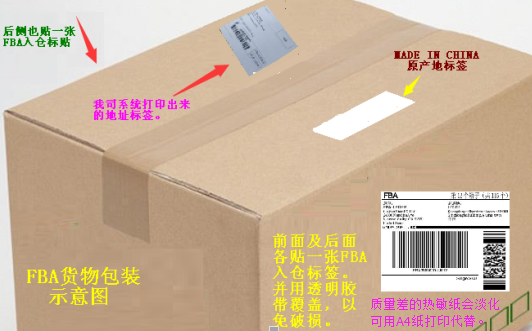 后侧也贴一张
FBA入仓标贴
我司系统打印出来
的地址标签。
MADE IN CHINA
原产地标签
FBA
前面及后面
各贴一张FBA
入仓标签。
并用透明胶
带覆盖，以
免破损。
FBA货物包装
示意图
质量差的热敏纸会淡化
可用A4纸打印代替。